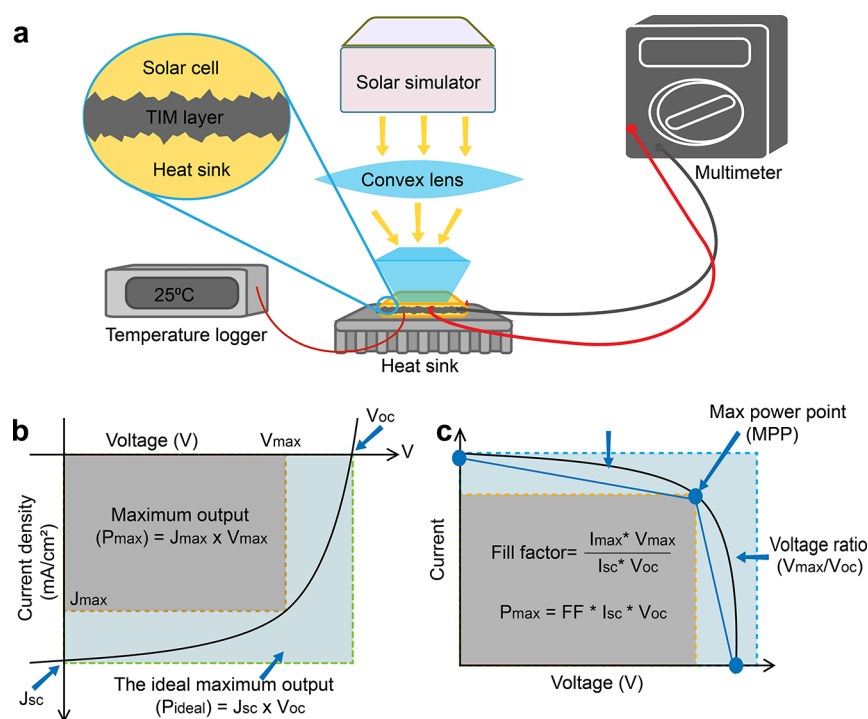 a
Solar cell
TIM layer
Heat sink
Solar simulator
Convex lens
Multimeter
25ºC
Temperature logger
Heat sink
b
Voltage (V)
Vmax
Voc
V
Current density
(mA/cm²)
Maximum output
(Pmax) = Jmax x Vmax
Jmax
Jsc
The ideal maximum output
(Pideal) = Jsc x Voc
c
Max power point
(MPP)
Current
Fill factor= Imax* Vmax
Isc* Voc
Pmax = FF * Isc * Voc
Voltage ratio
(Vmax/Voc)
Voltage (V)